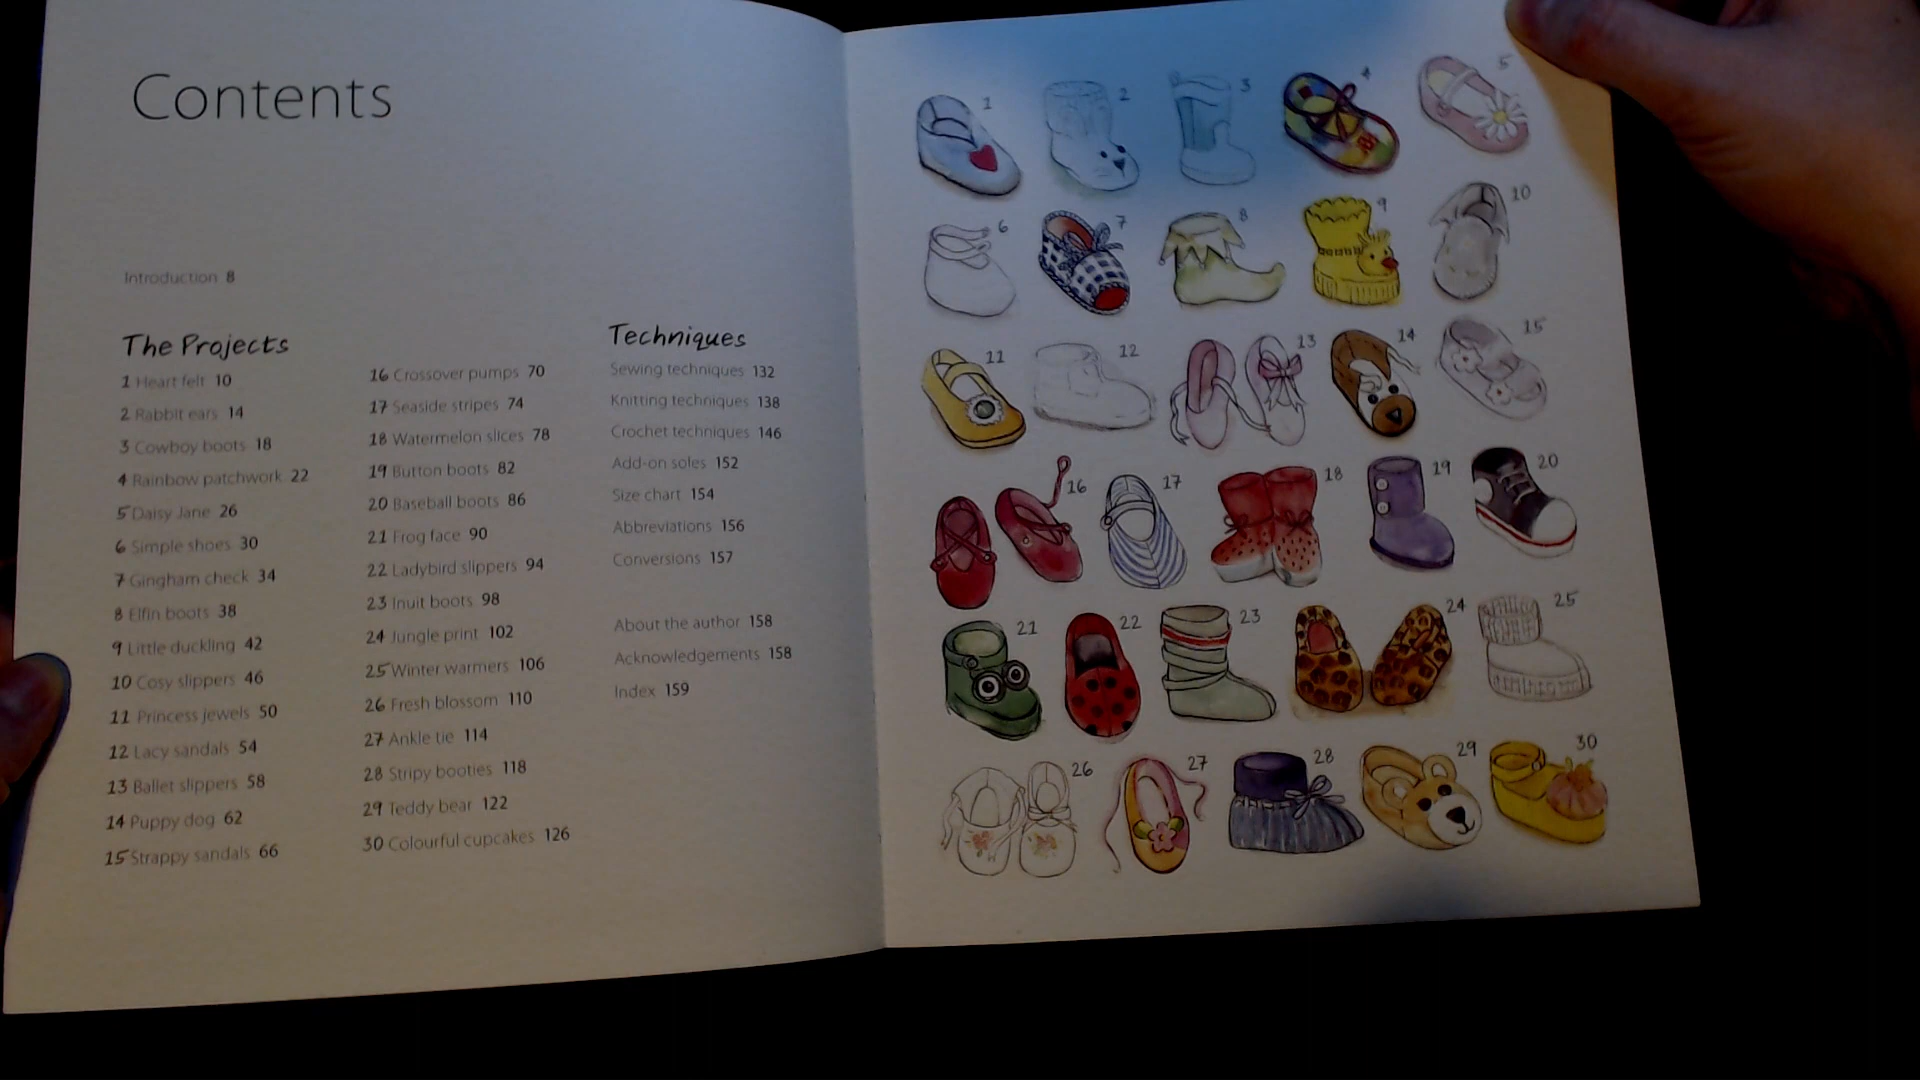 Contents
Introduction 8
The Projects
1 Heart felt 10
2 Rabbit ears 14
3 Cowboy boots 18
4 Rainbow patchwork 22
5 Daisy Jane 26
6 Simple shoes 30
7 Gingham check 34
8 Elfin boots 38
9 Little duckling 42
10 Cosy slippers 46
11 Princess jewels 50
12 Lacy sandals 54
13 Ballet slippers 58
14 Puppy dog 62
15 Strappy sandals 66
16 Crossover pumps 70
17 Seaside stripes 74
18 Watermelon slices 78
19 Button boots 82
20 Baseball boots 86
21 Frog face 90
22 Ladybird slippers 94
23 Inuit boots 98
24 Jungle print 102
25 Winter warmers 106
26 Fresh blossom 110
27 Ankle tie 114
28 Stripy booties 118
29 Teddy bear 122
30 Colourful cupcakes 126
Techniques
Sewing techniques 132
Knitting techniques 138
Crochet techniques 146
Add-on soles 152
Size chart 154
Abbreviations 156
Conversions 157
About the author 158
Acknowledgements 158
Index 159
1 2 3 4 5
6 7 8 9 10
11 12 13 14 15
16 17 18 19 20
21 22 23 24 25
26 27 28 29 30